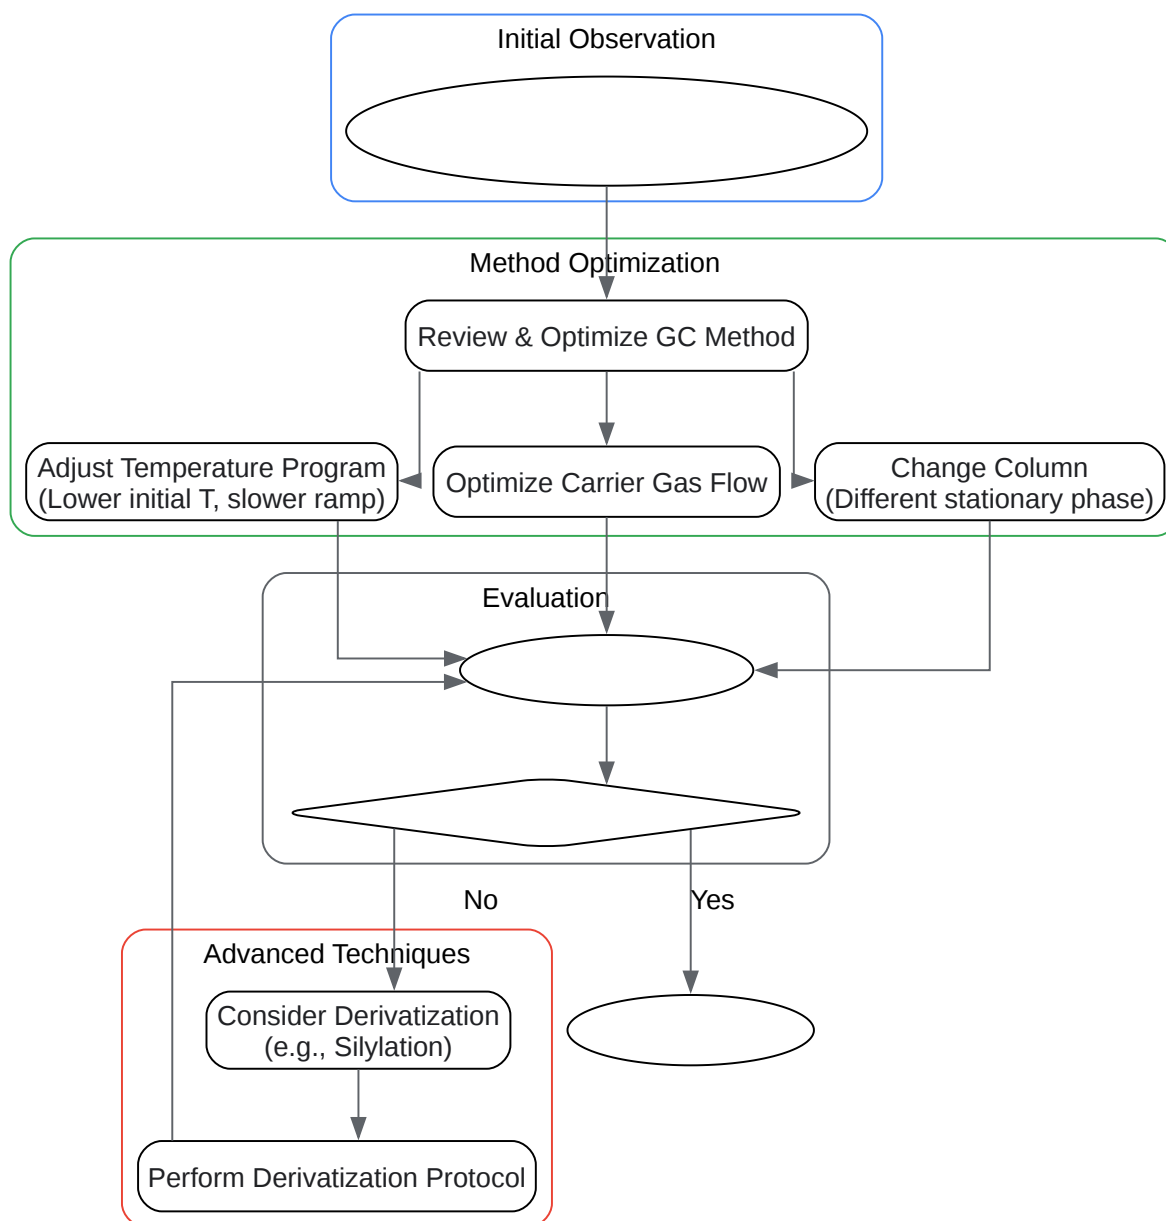 Initial Observation
Method Optimization
Review & Optimize GC Method
Adjust Temperature Program
(Lower initial T, slower ramp)
Optimize Carrier Gas Flow
Change Column
(Different stationary phase)
Evaluation
No
Yes
Advanced Techniques
Consider Derivatization
(e.g., Silylation)
Perform Derivatization Protocol